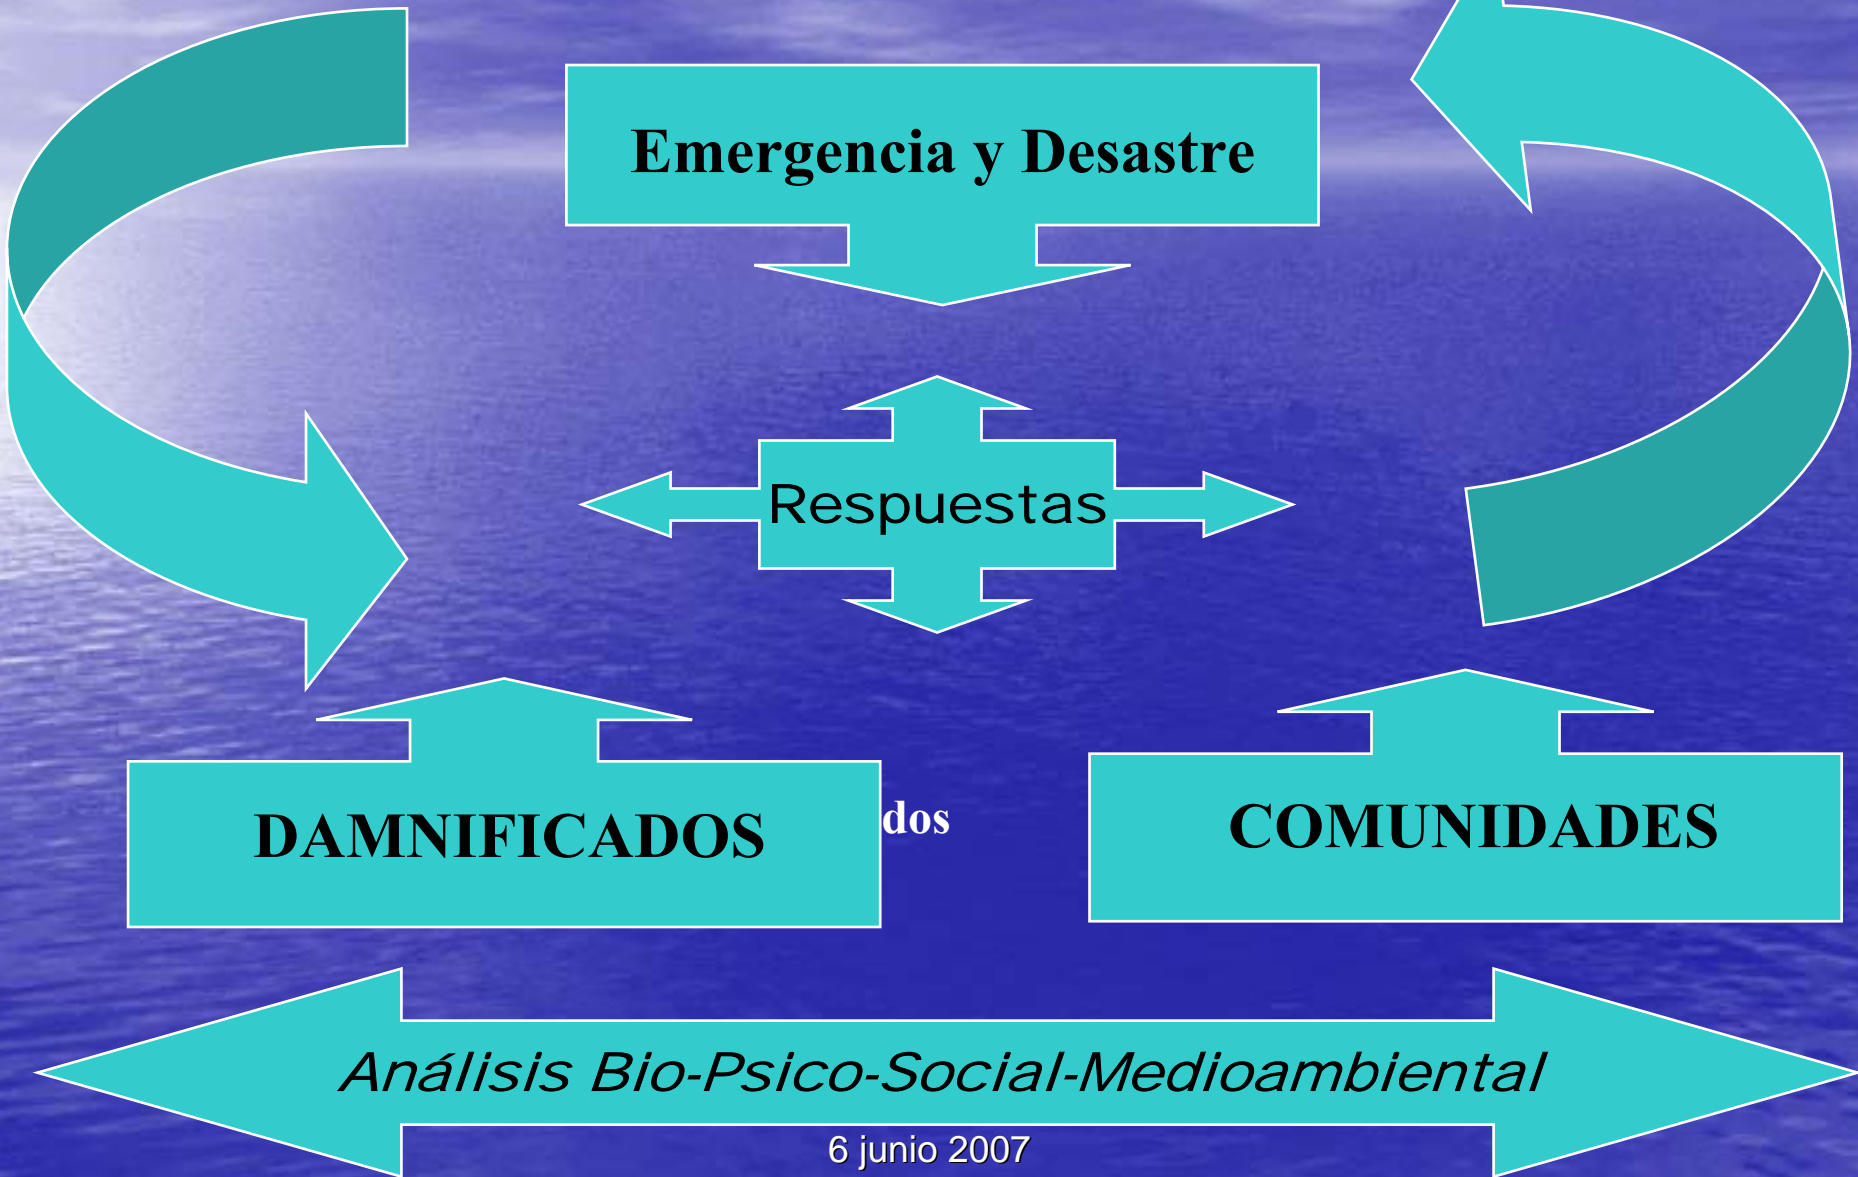 Emergencia y Desastre
Respuestas
DAMNIFICADOS
dos
COMUNIDADES
Análisis Bio-Psico-Social-Medioambiental
6 junio 2007